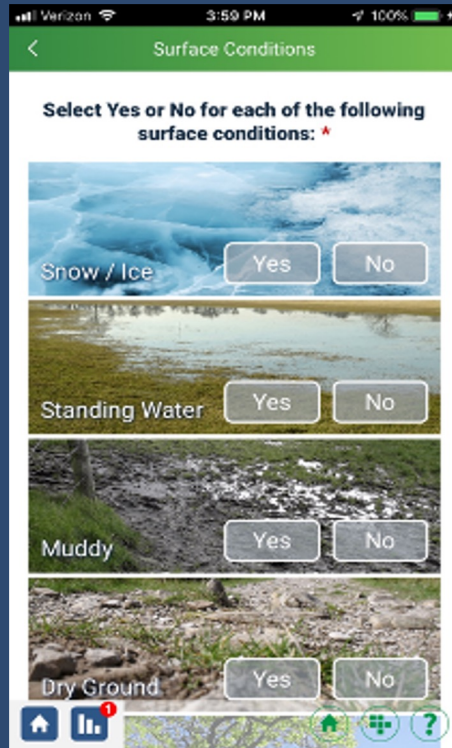 Verizon 3:59 PM 100%
Surface Conditions
Select Yes or No for each of the following
surface conditions: *
Snow / Ice Yes No
Standing Water Yes No
Muddy Yes No
Dry Ground Yes No
1 ?